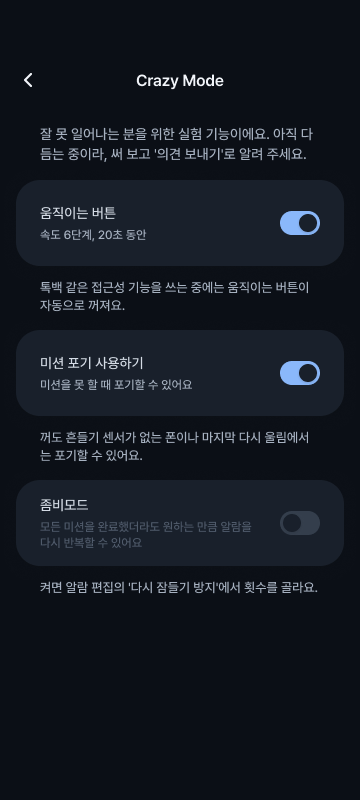 Crazy Mode
잘 못 일어나는 분을 위한 실험 기능이에요. 아직 다
듬는 중이라, 써 보고 '의견 보내기'로 알려 주세요.
움직이는 버튼
속도 6단계, 20초 동안
톡백 같은 접근성 기능을 쓰는 중에는 움직이는 버튼이
자동으로 꺼져요.
미션 포기 사용하기
미션을 못 할 때 포기할 수 있어요
꺼도 흔들기 센서가 없는 폰이나 마지막 다시 울림에서
는 포기할 수 있어요.
좀비모드
모든 미션을 완료했더라도 원하는 만큼 알람을
다시 반복할 수 있어요
켜면 알람 편집의 '다시 잠들기 방지'에서 횟수를 골라요.